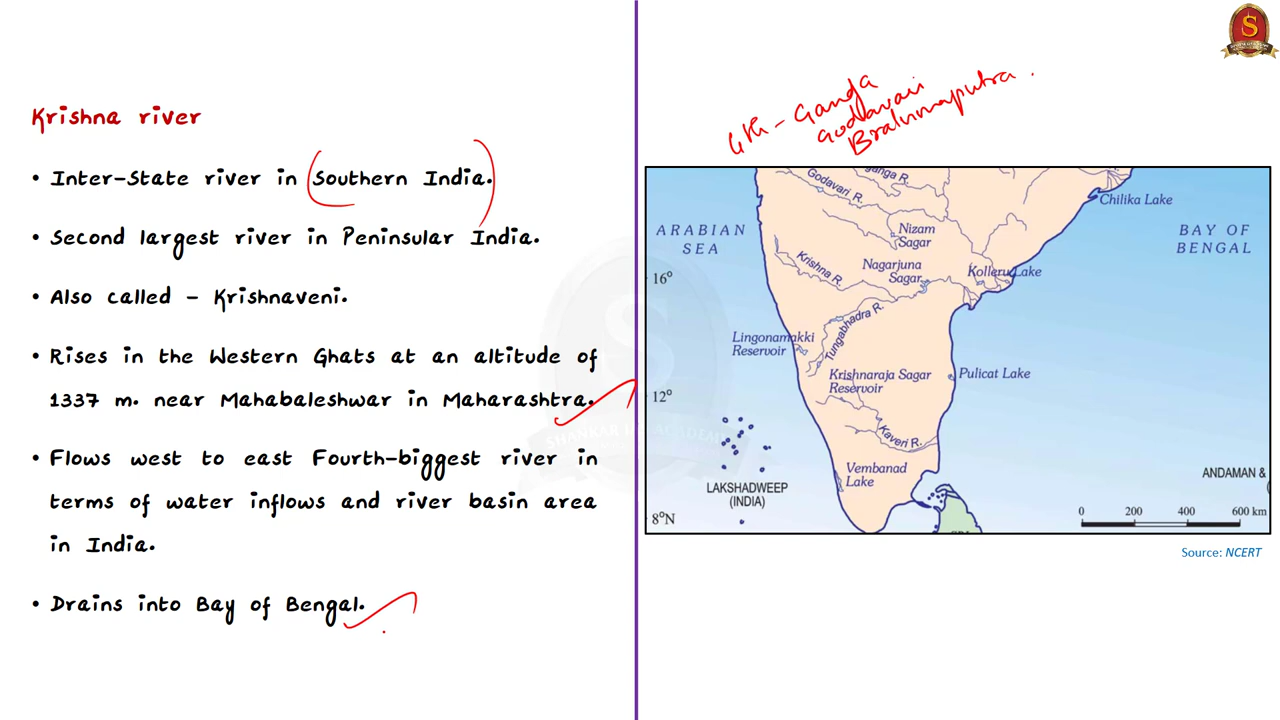 Krishna river
• Inter-State river in Southern India.
• Second largest river in Peninsular India.
• Also called - Krishnaveni.
• Rises in the Western Ghats at an altitude of
1337 m. near Mahabaleshwar in Maharashtra.
• Flows west to east Fourth-biggest river in
terms of water inflows and river basin area
in India.
• Drains into Bay of Bengal.
SHANKAR IAS ACADEMY
4th - Ganga
Godavari
Brahmaputra.
ARABIAN
SEA
BAY OF
BENGAL
Godavari R.
Chilika Lake
Nizam
Sagar
Krishna R.
Nagarjuna
Sagar
Kolleru Lake
16°
Tungabhadra R.
Lingonamakki
Reservoir
Krishnaraja Sagar
Reservoir
Pulicat Lake
12°
Kaveri R.
Vembanad
Lake
LAKSHADWEEP
(INDIA)
ANDAMAN &
8°N
0 200 400 600 km
Source: NCERT